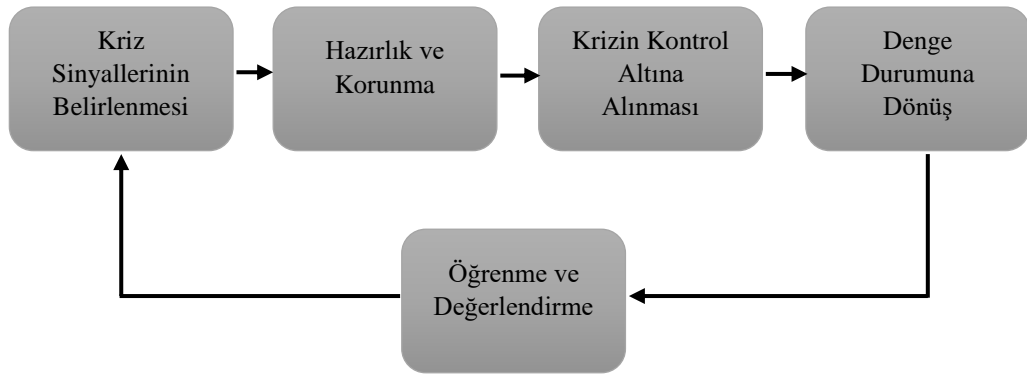 Kriz
Sinyallerinin
Belirlenmesi
Hazırlık ve
Korunma
Krizin Kontrol
Altına
Alınması
Denge
Durumuna
Dönüş
Öğrenme ve
Değerlendirme